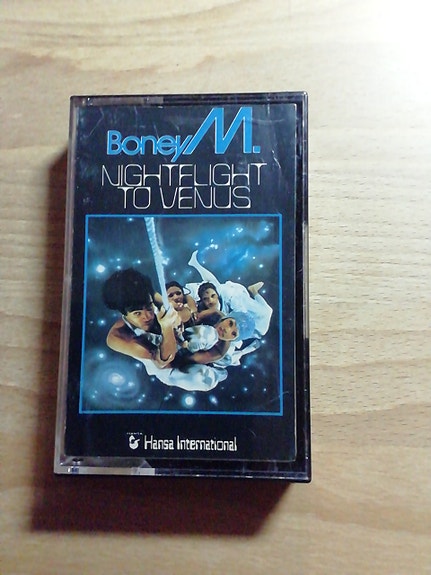 Boney M.
NIGHTFLIGHT
TO VENUS
Hansa International